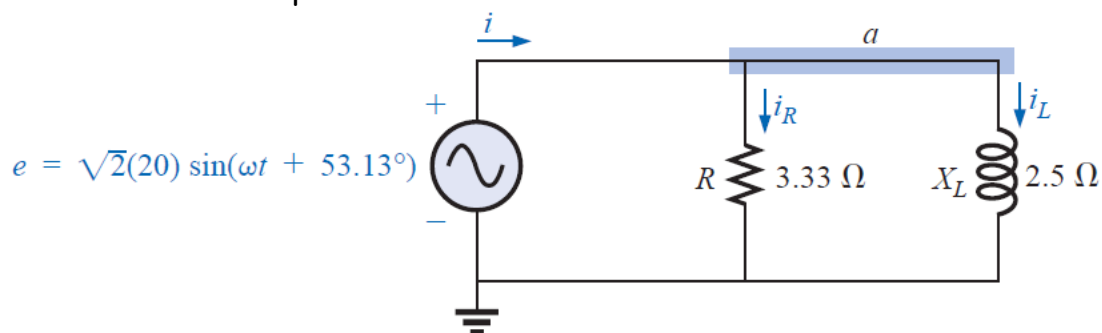 i
a
+
i_R
i_L
e = √2(20) sin(ωt + 53.13°)
R
3.33 Ω
X_L
2.5 Ω
−